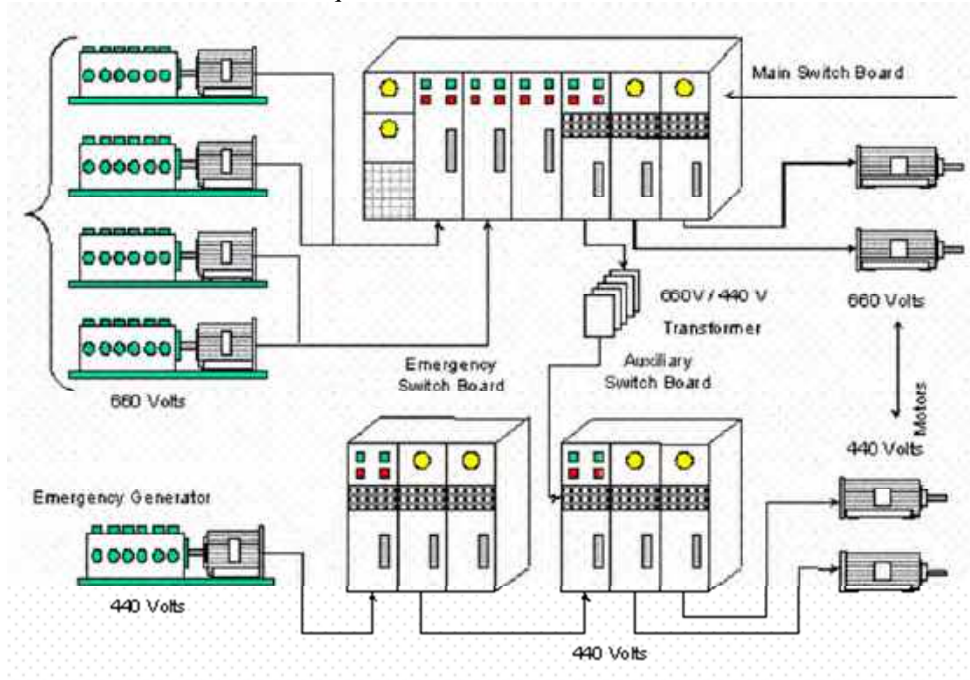 Main Switch Board
660V / 440 V
Transformer
660 Volts
Emergency
Switch Board
Auxiliary
Switch Board
660 Volts
Motors
440 Volts
Emergency Generator
440 Volts
440 Volts